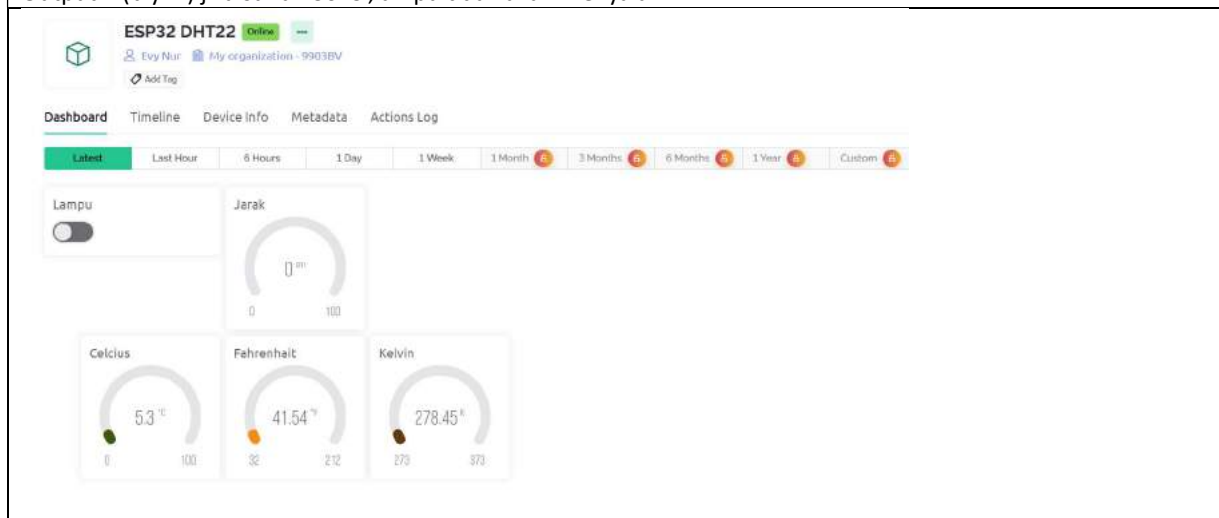 ESP32 DHT22 Online
Evy Nur My organization - 9903BV
Add Tag
Dashboard Timeline Device Info Metadata Actions Log
Latest Last Hour 6 Hours 1 Day 1 Week 1 Month 3 Months 6 Months 1 Year Custom
Lampu Jarak
0
0 100
Celcius Fahrenhait Kelvin
5.3 °C 41.54 °F 278.45 K
0 100 32 212 273 373